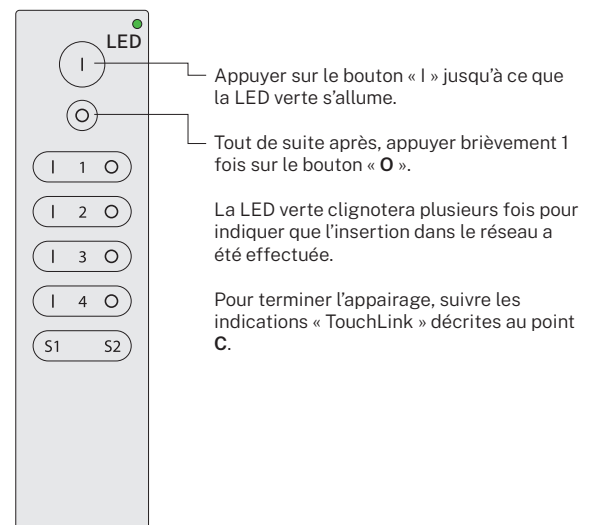 LED
I
Appuyer sur le bouton « I » jusqu'à ce que
la LED verte s'allume.
O
Tout de suite après, appuyer brièvement 1
fois sur le bouton « O ».
I 1 O
I 2 O
La LED verte clignotera plusieurs fois pour
indiquer que l'insertion dans le réseau a
été effectuée.
I 3 O
I 4 O
Pour terminer l'appairage, suivre les
indications « TouchLink » décrites au point
C.
S1 S2